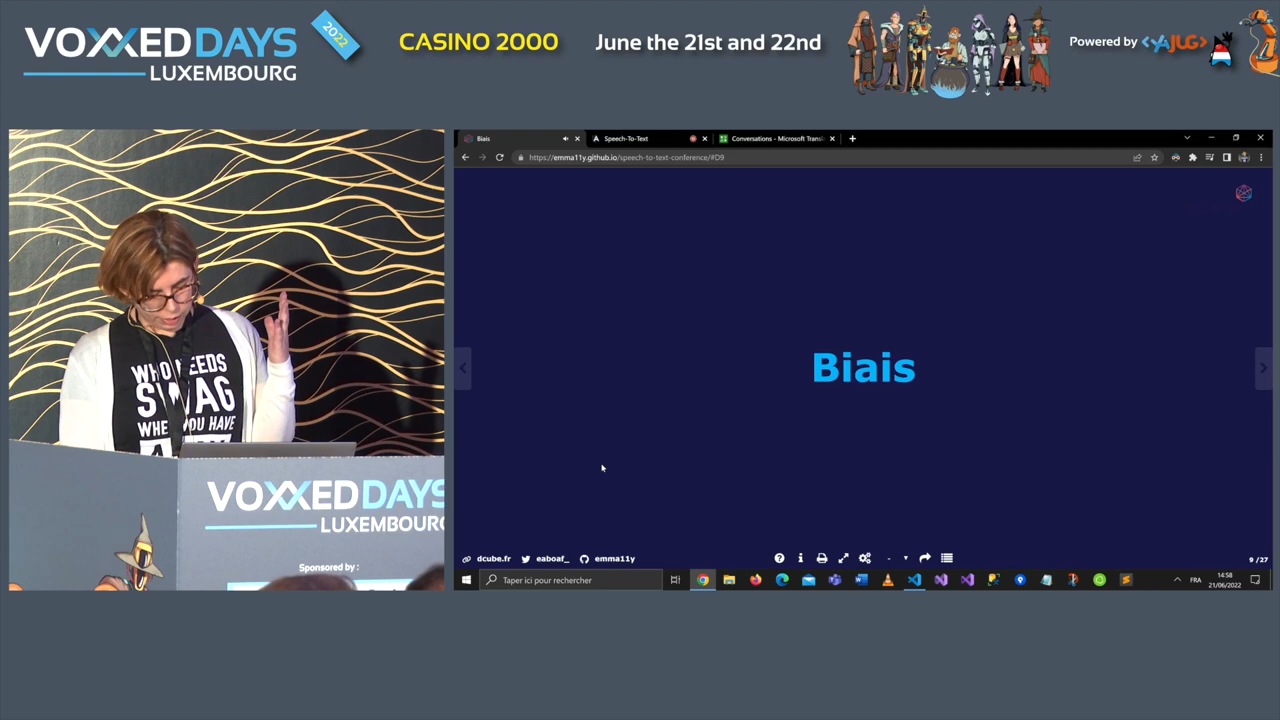 VOXXED DAYS
LUXEMBOURG
2022
CASINO 2000
June the 21st and 22nd
Powered by <YAJUG>
WHO NEEDS
SWAG
WHEN YOU HAVE
VOXXED DAYS
LUXEMBOURG
Sponsored by :
Biais
Speech-To-Text
Conversations - Microsoft Transl
https://emma11y.github.io/speech-to-text-conference/#D9
Biais
dcube.fr
eaboaf_
emma11y
9 /27
Taper ici pour rechercher
FRA
14:58
21/06/2022